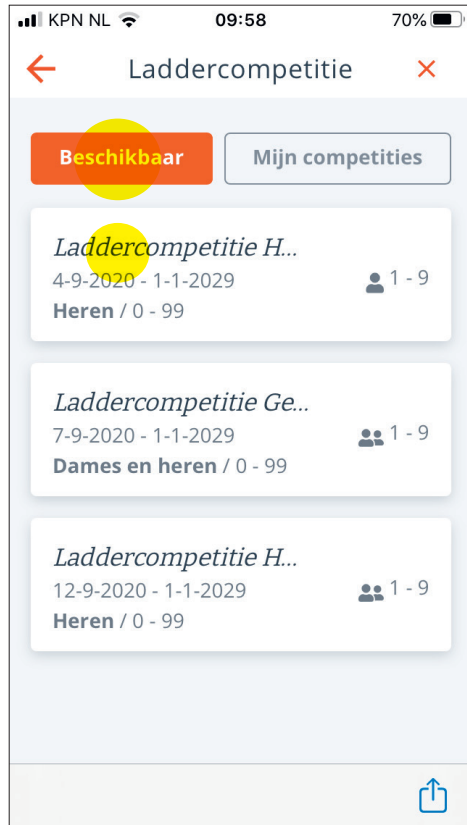 KPN NL 09:58 70%
Laddercompetitie
Beschikbaar Mijn competities
Laddercompetitie H...
4-9-2020 - 1-1-2029 1 - 9
Heren / 0 - 99
Laddercompetitie Ge...
7-9-2020 - 1-1-2029 1 - 9
Dames en heren / 0 - 99
Laddercompetitie H...
12-9-2020 - 1-1-2029 1 - 9
Heren / 0 - 99